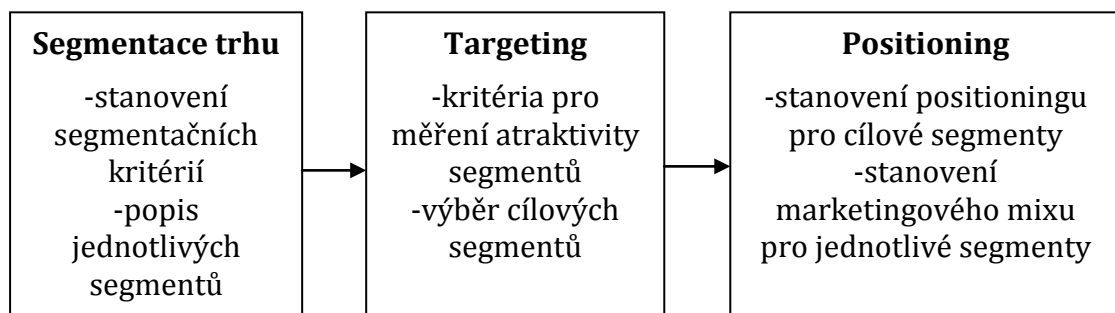 Segmentace trhu
-stanovení
segmentačních
kritérií
-popis
jednotlivých
segmentů
Targeting
-kritéria pro
měření atraktivity
segmentů
-výběr cílových
segmentů
Positioning
-stanovení positioningu
pro cílové segmenty
-stanovení
marketingového mixu
pro jednotlivé segmenty